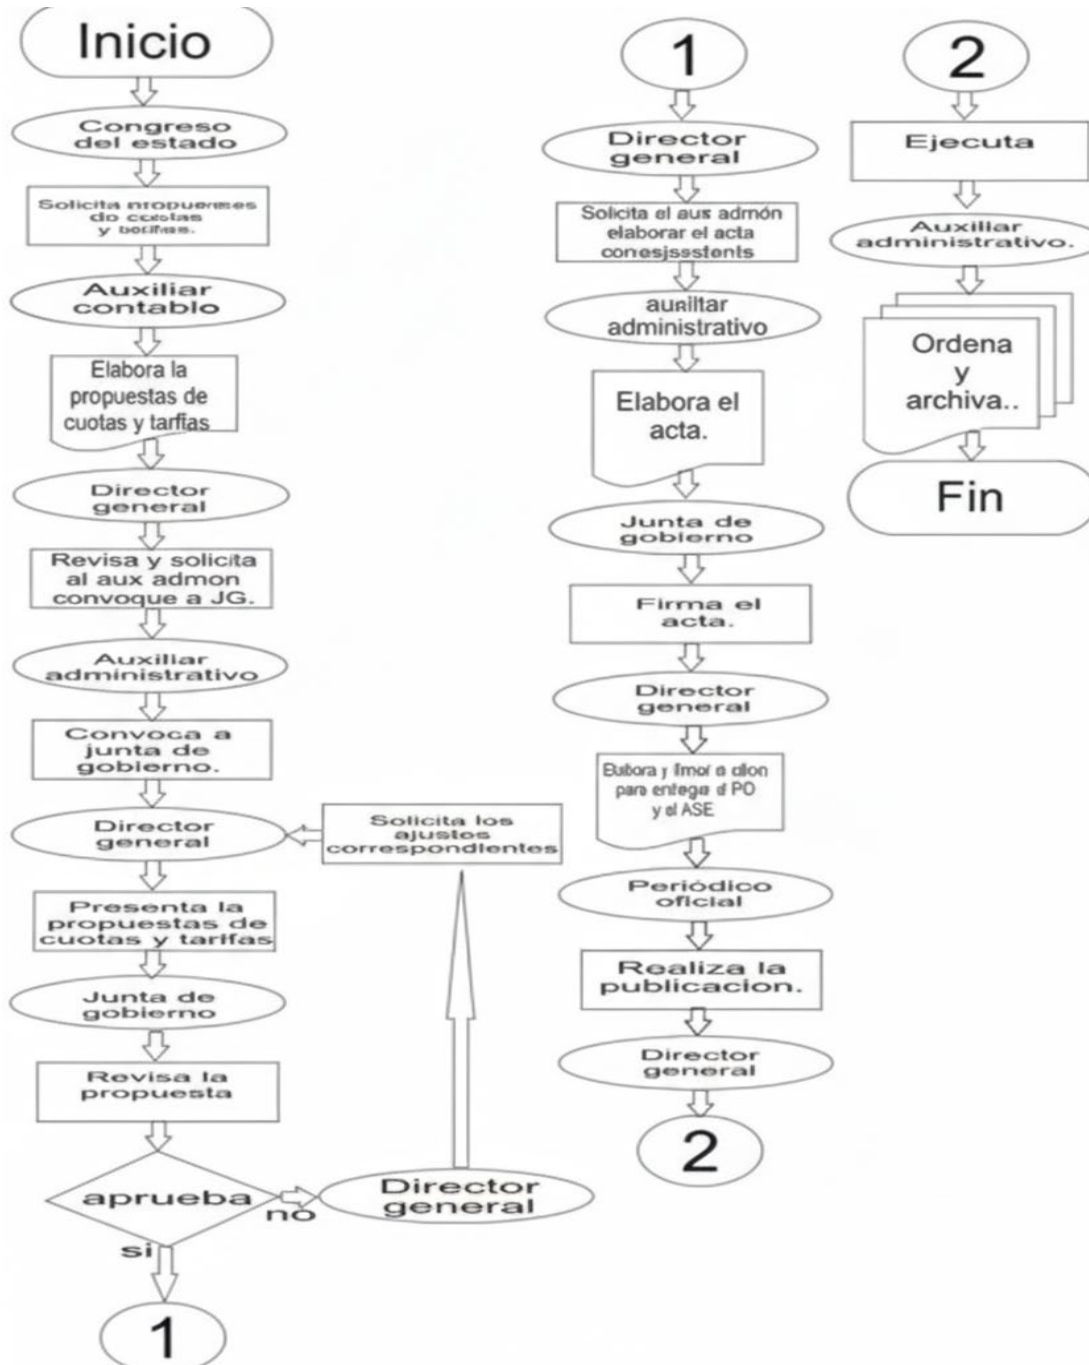 Inicio
Congreso
del estado
Solicita
y
Auxiliar
contablo
Elabora la
propuestas de
cuotas y tarfías
Director
general
Revisa y solicita
al aux admon
convoque a JG.
Auxiliar
administrativo
Convoca a
junta de
gobierno.
Director
general
Presenta la
propuestas de
cuotas y tarifas
Junta de
gobierno
Revisa la
propuesta
aprueba
no
si
1
Director
general
Solicita los
ajustes
correspondientes
1
Director
general
Solicita el aux admón
elaborar el acta
auxiliar
administrativo
Elabora el
acta.
Junta de
gobierno
Firma el
acta.
Director
general
y
para PO
y el ASE
Periódico
oficial
Realiza la
publicacion.
Director
general
2
2
Ejecuta
Auxiliar
administrativo.
Ordena
y
archiva..
Fin